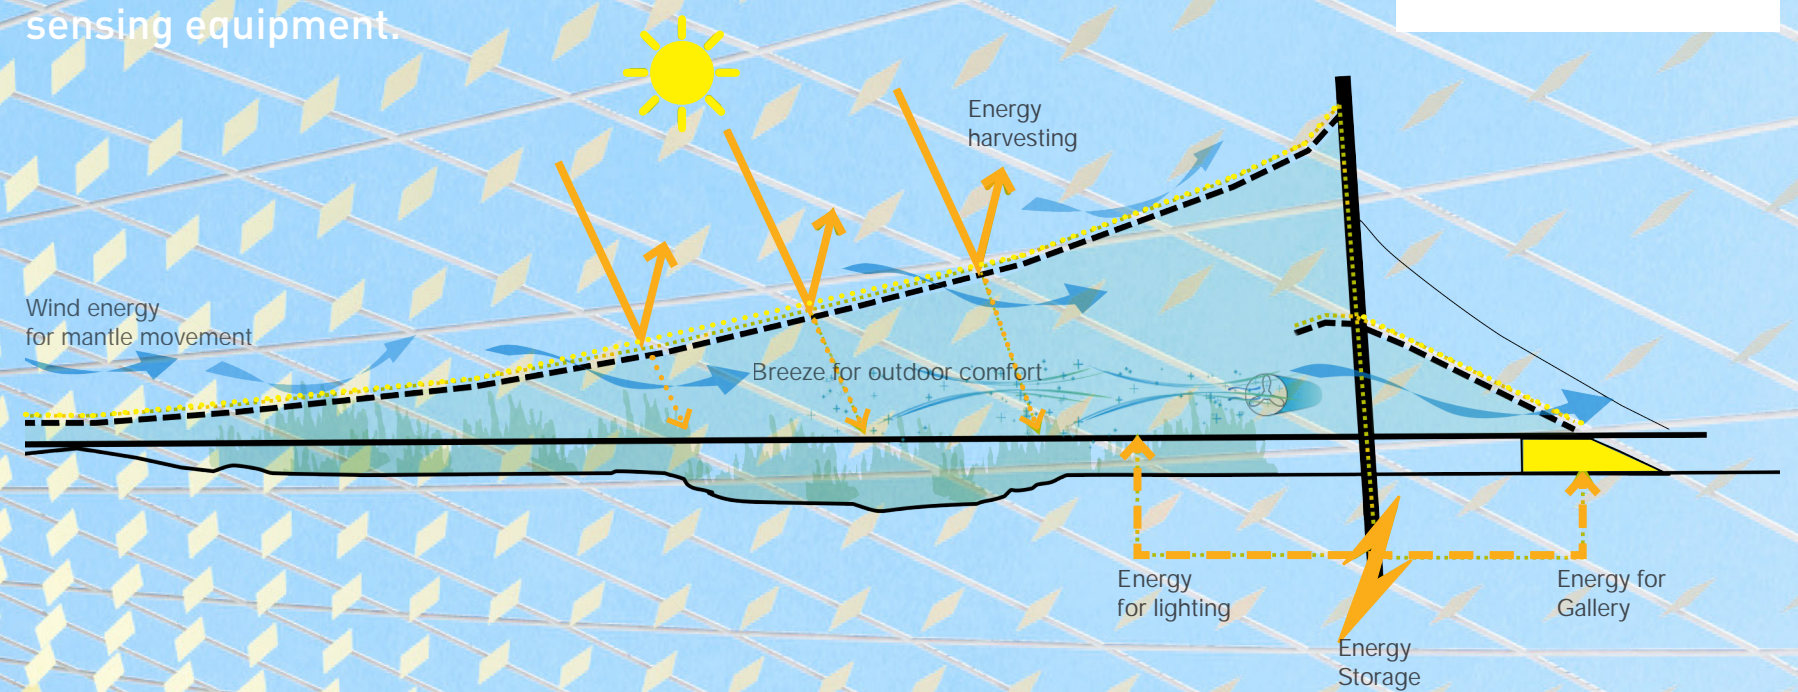 sensing equipment.
Energy
harvesting
Wind energy
for mantle movement
Breeze for outdoor comfort
Energy
for lighting
Energy for
Gallery
Energy
Storage